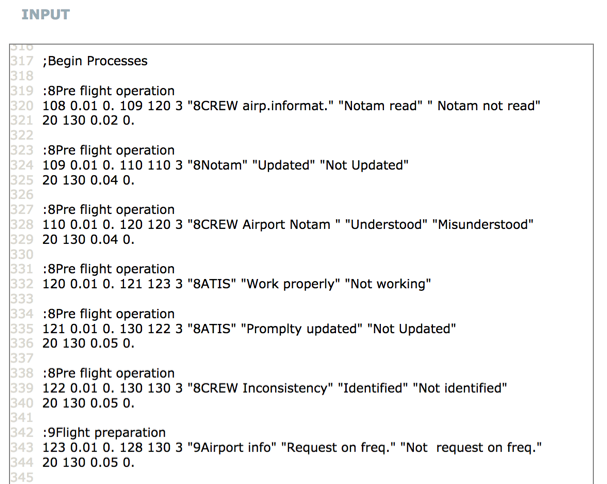 INPUT
316
317 ;Begin Processes
318
319 :8Pre flight operation
320 108 0.01 0. 109 120 3 "8CREW airp.informat." "Notam read" " Notam not read"
321 20 130 0.02 0.
322
323 :8Pre flight operation
324 109 0.01 0. 110 110 3 "8Notam" "Updated" "Not Updated"
325 20 130 0.04 0.
326
327 :8Pre flight operation
328 110 0.01 0. 120 120 3 "8CREW Airport Notam " "Understood" "Misunderstood"
329 20 130 0.04 0.
330
331 :8Pre flight operation
332 120 0.01 0. 121 123 3 "8ATIS" "Work properly" "Not working"
333
334 :8Pre flight operation
335 121 0.01 0. 130 122 3 "8ATIS" "Promplty updated" "Not Updated"
336 20 130 0.05 0.
337
338 :8Pre flight operation
339 122 0.01 0. 130 130 3 "8CREW Inconsistency" "Identified" "Not identified"
340 20 130 0.05 0.
341
342 :9Flight preparation
343 123 0.01 0. 128 130 3 "9Airport info" "Request on freq." "Not  request on freq."
344 20 130 0.05 0.
345